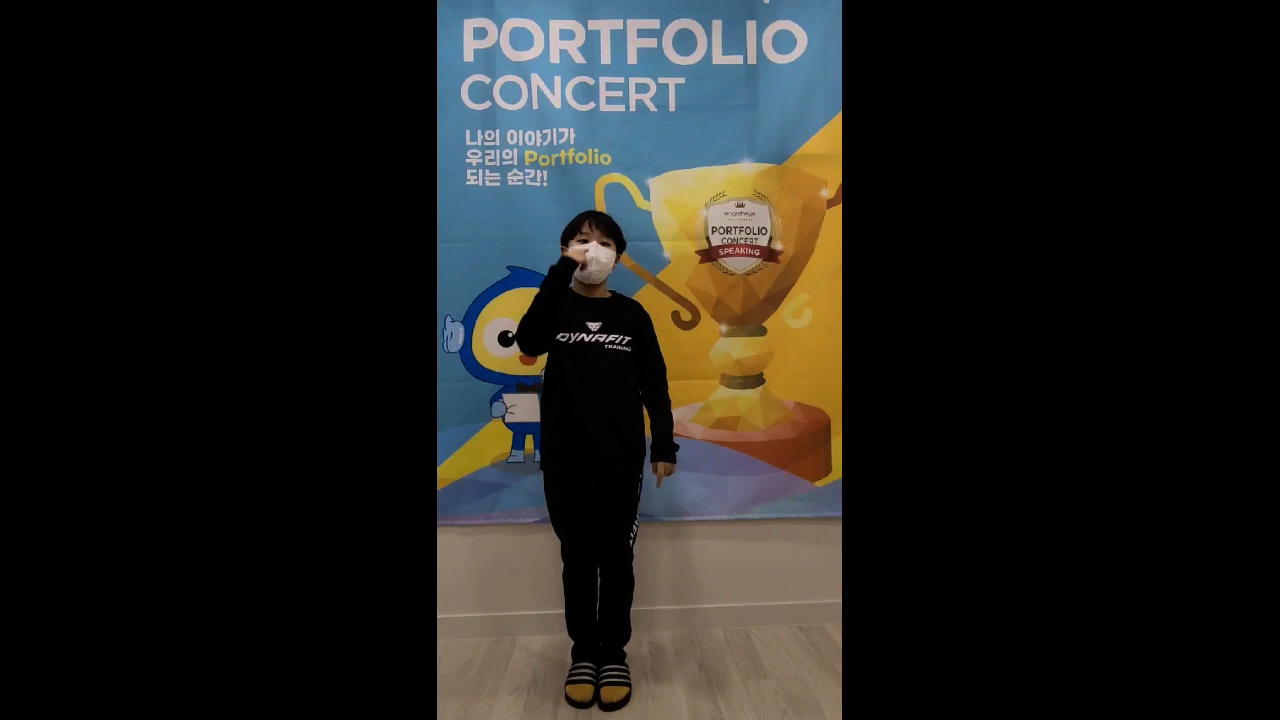 PORTFOLIO
CONCERT
나의 이야기가
우리의 Portfolio
되는 순간!
PORTFOLIO
CONCERT
SPEAKING
DYNAFIT
TRAINING